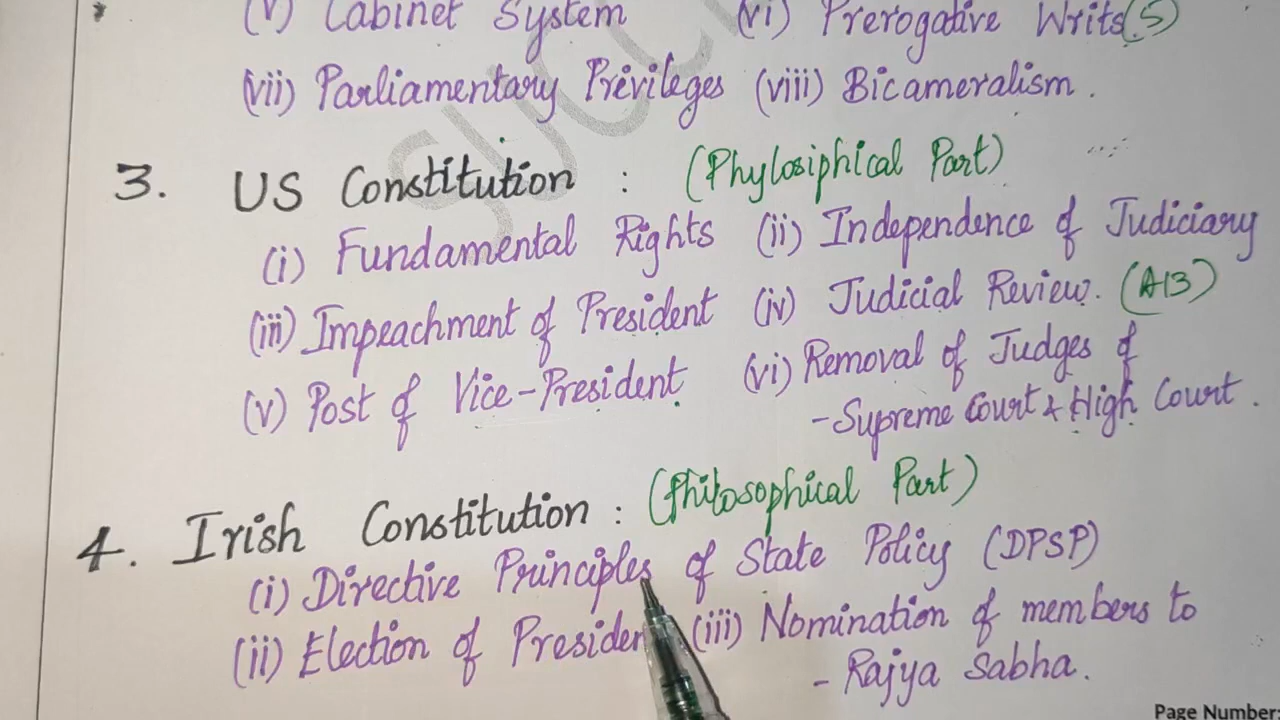 (v) Cabinet System (vi) Prerogative Writs (5)
(vii) Parliamentary Privileges (viii) Bicameralism.
3. US Constitution : (Phylosiphical Part)
(i) Fundamental Rights (ii) Independence of Judiciary
(iii) Impeachment of President (iv) Judicial Review. (A-13)
(v) Post of Vice-President (vi) Removal of Judges of
- Supreme Court & High Court.
4. Irish Constitution : (Philosophical Part)
(i) Directive Principles of State Policy (DPSP)
(ii) Election of Presiden (iii) Nomination of members to
- Rajya Sabha.
Page Number: